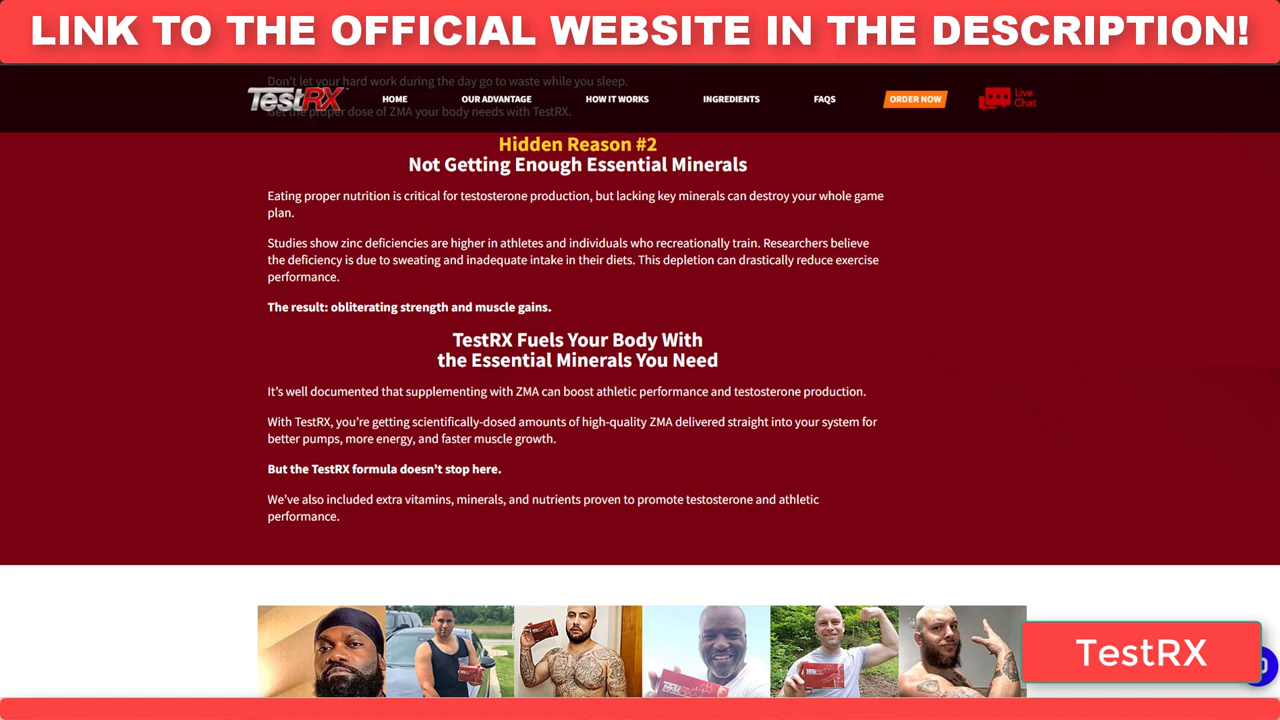 LINK TO THE OFFICIAL WEBSITE IN THE DESCRIPTION!
Don't let your hard work during the day go to waste while you sleep.
TestRX
HOME
OUR ADVANTAGE
HOW IT WORKS
INGREDIENTS
FAQS
ORDER NOW
Live
Chat
Get the proper dose of ZMA your body needs with TestRX.
Hidden Reason #2
Not Getting Enough Essential Minerals
Eating proper nutrition is critical for testosterone production, but lacking key minerals can destroy your whole game
plan.
Studies show zinc deficiencies are higher in athletes and individuals who recreationally train. Researchers believe
the deficiency is due to sweating and inadequate intake in their diets. This depletion can drastically reduce exercise
performance.
The result: obliterating strength and muscle gains.
TestRX Fuels Your Body With
the Essential Minerals You Need
It's well documented that supplementing with ZMA can boost athletic performance and testosterone production.
With TestRX, you're getting scientifically-dosed amounts of high-quality ZMA delivered straight into your system for
better pumps, more energy, and faster muscle growth.
But the TestRX formula doesn't stop here.
We've also included extra vitamins, minerals, and nutrients proven to promote testosterone and athletic
performance.
TestRX